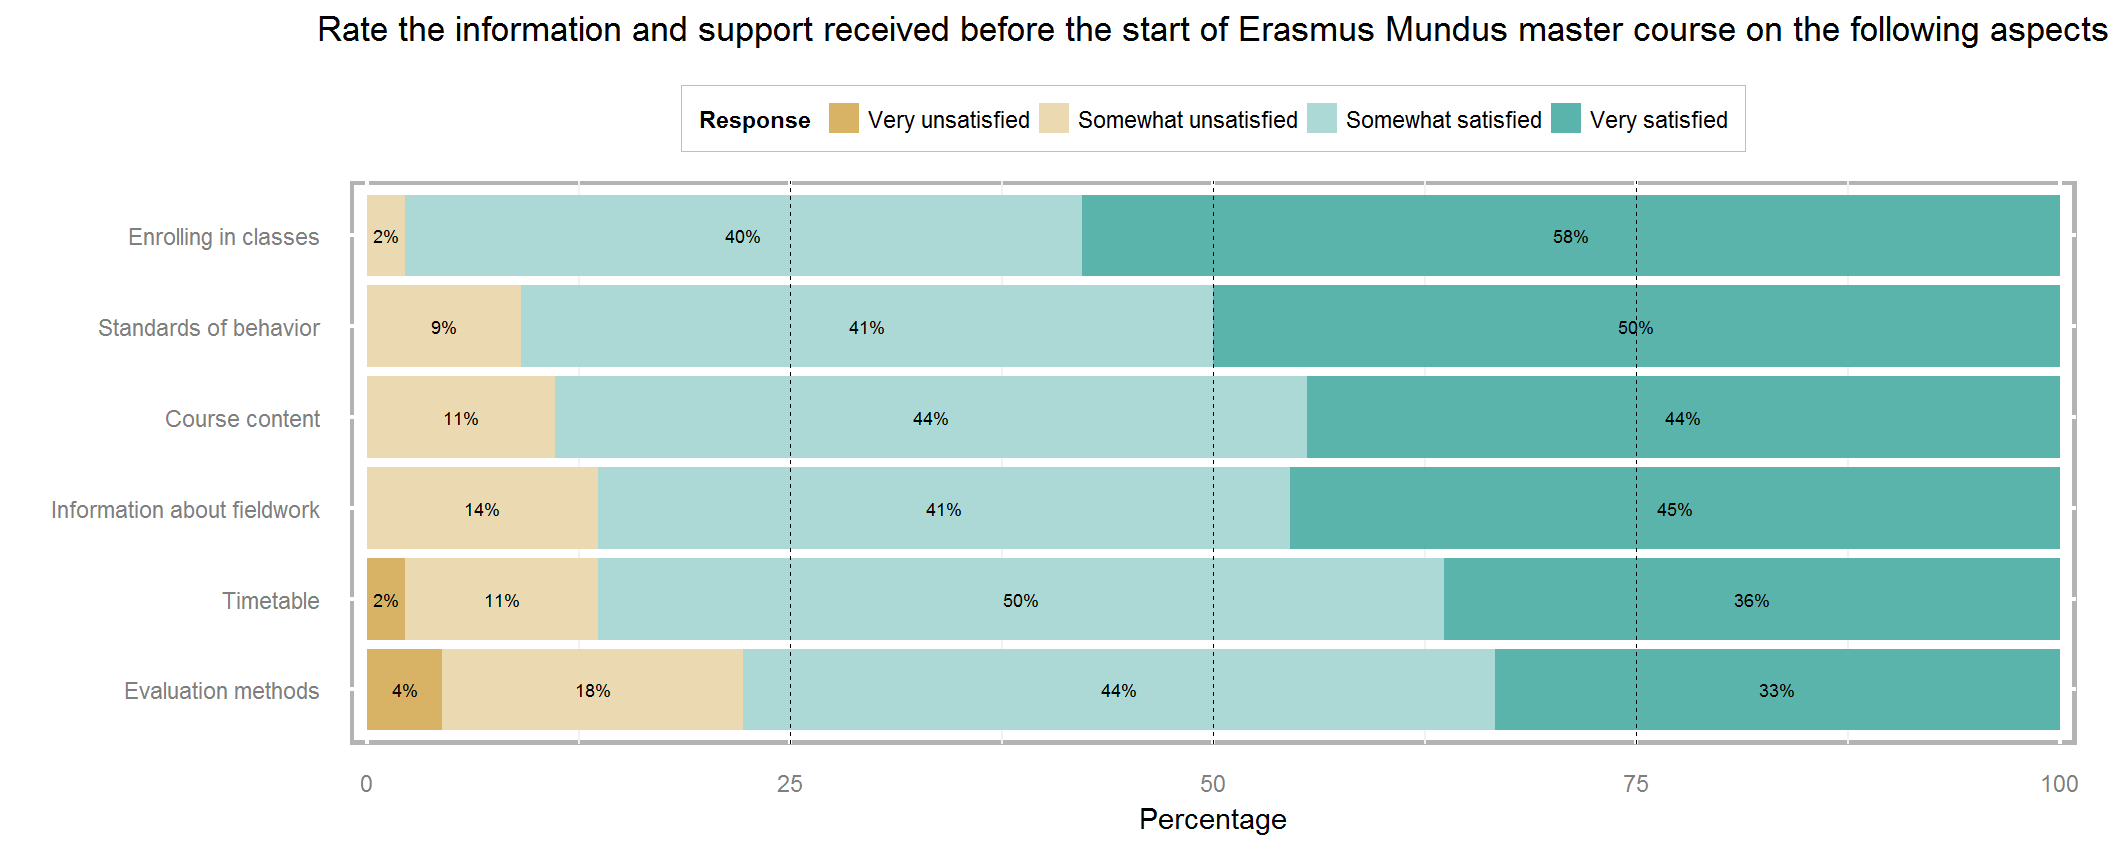 Rate the information and support received before the start of Erasmus Mundus master course on the following aspects
Response Very unsatisfied Somewhat unsatisfied Somewhat satisfied Very satisfied
Enrolling in classes 2% 40% 58%
Standards of behavior 9% 41% 50%
Course content 11% 44% 44%
Information about fieldwork 14% 41% 45%
Timetable 2% 11% 50% 36%
Evaluation methods 4% 18% 44% 33%
0 25 50 75 100
Percentage